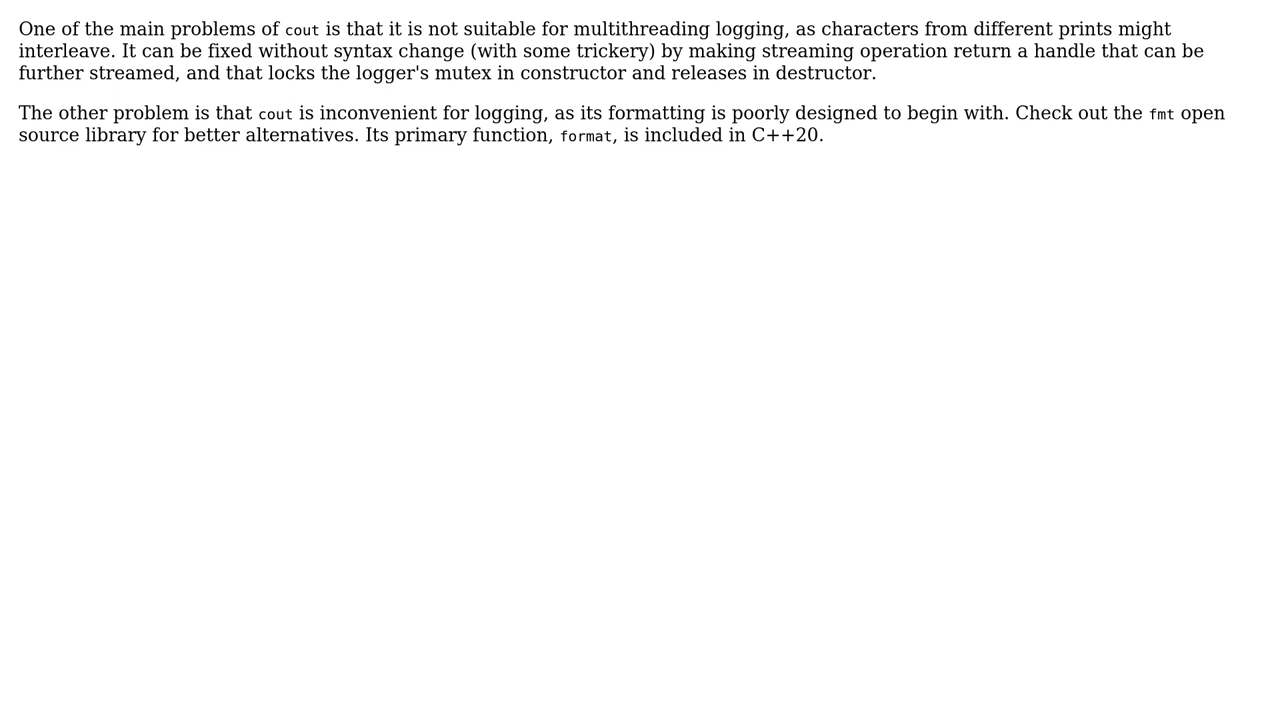 One of the main problems of cout is that it is not suitable for multithreading logging, as characters from different prints might
interleave. It can be fixed without syntax change (with some trickery) by making streaming operation return a handle that can be
further streamed, and that locks the logger's mutex in constructor and releases in destructor.
The other problem is that cout is inconvenient for logging, as its formatting is poorly designed to begin with. Check out the fmt open
source library for better alternatives. Its primary function, format, is included in C++20.